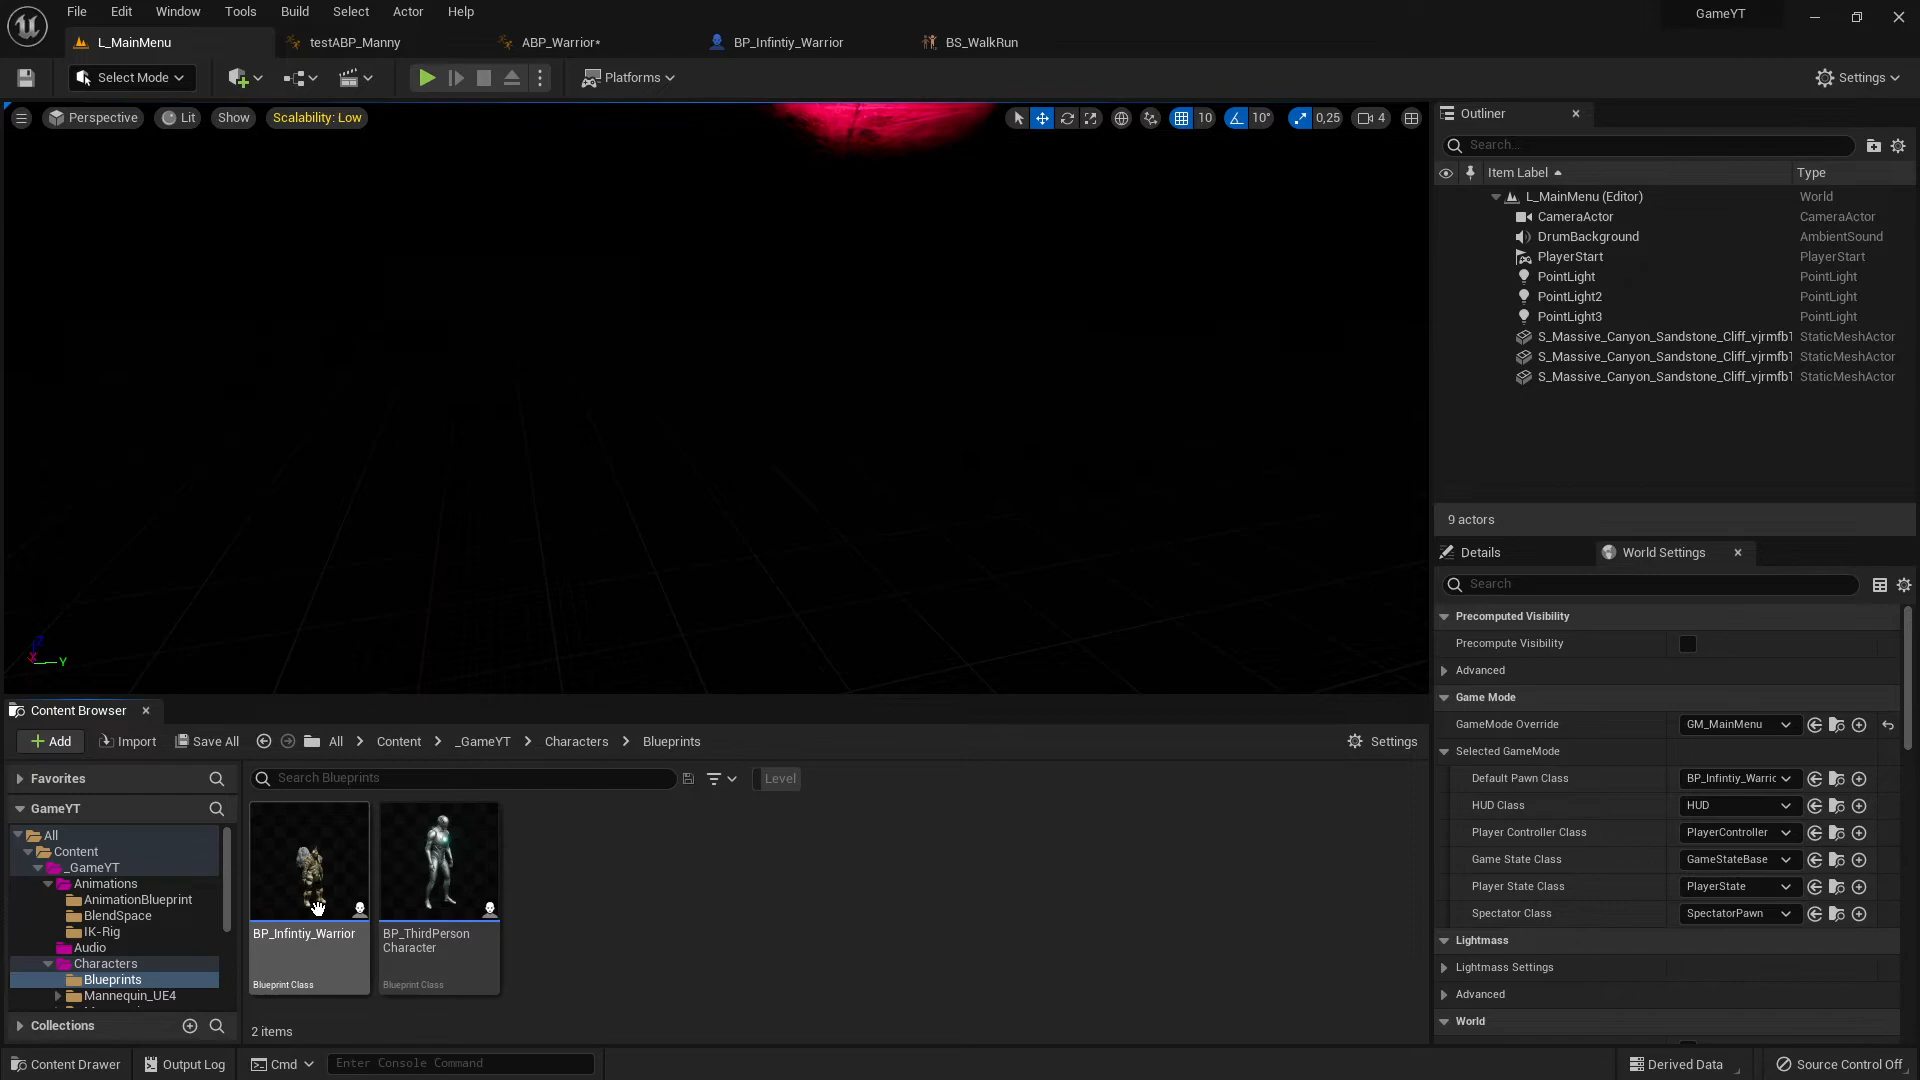 File Edit Window Tools Build Select Actor Help
GameYT
L_MainMenu testABP_Manny ABP_Warrior* BP_Infintiy_Warrior BS_WalkRun
Select Mode Platforms Settings
Perspective Lit Show Scalability: Low 10 10° 0,25 4
Outliner
Search...
Item Label Type
L_MainMenu (Editor) World
CameraActor CameraActor
DrumBackground AmbientSound
PlayerStart PlayerStart
PointLight PointLight
PointLight2 PointLight
PointLight3 PointLight
S_Massive_Canyon_Sandstone_Cliff_vjrmfb1 StaticMeshActor
S_Massive_Canyon_Sandstone_Cliff_vjrmfb1 StaticMeshActor
S_Massive_Canyon_Sandstone_Cliff_vjrmfb1 StaticMeshActor
9 actors
Details World Settings
Search
Precomputed Visibility
Precompute Visibility
Advanced
Game Mode
GameMode Override GM_MainMenu
Selected GameMode
Default Pawn Class BP_Infintiy_Warric
HUD Class HUD
Player Controller Class PlayerController
Game State Class GameStateBase
Player State Class PlayerState
Spectator Class SpectatorPawn
Lightmass
Lightmass Settings
Advanced
World
X Y
Content Browser
Add Import Save All All Content _GameYT Characters Blueprints Settings
Favorites
GameYT
All
Content
_GameYT
Animations
AnimationBlueprint
BlendSpace
IK-Rig
Audio
Characters
Blueprints
Mannequin_UE4
Collections
Search Blueprints Level
BP_Infintiy_Warrior
Blueprint Class
BP_ThirdPerson
Character
Blueprint Class
2 items
Content Drawer Output Log Cmd Enter Console Command Derived Data Source Control Off